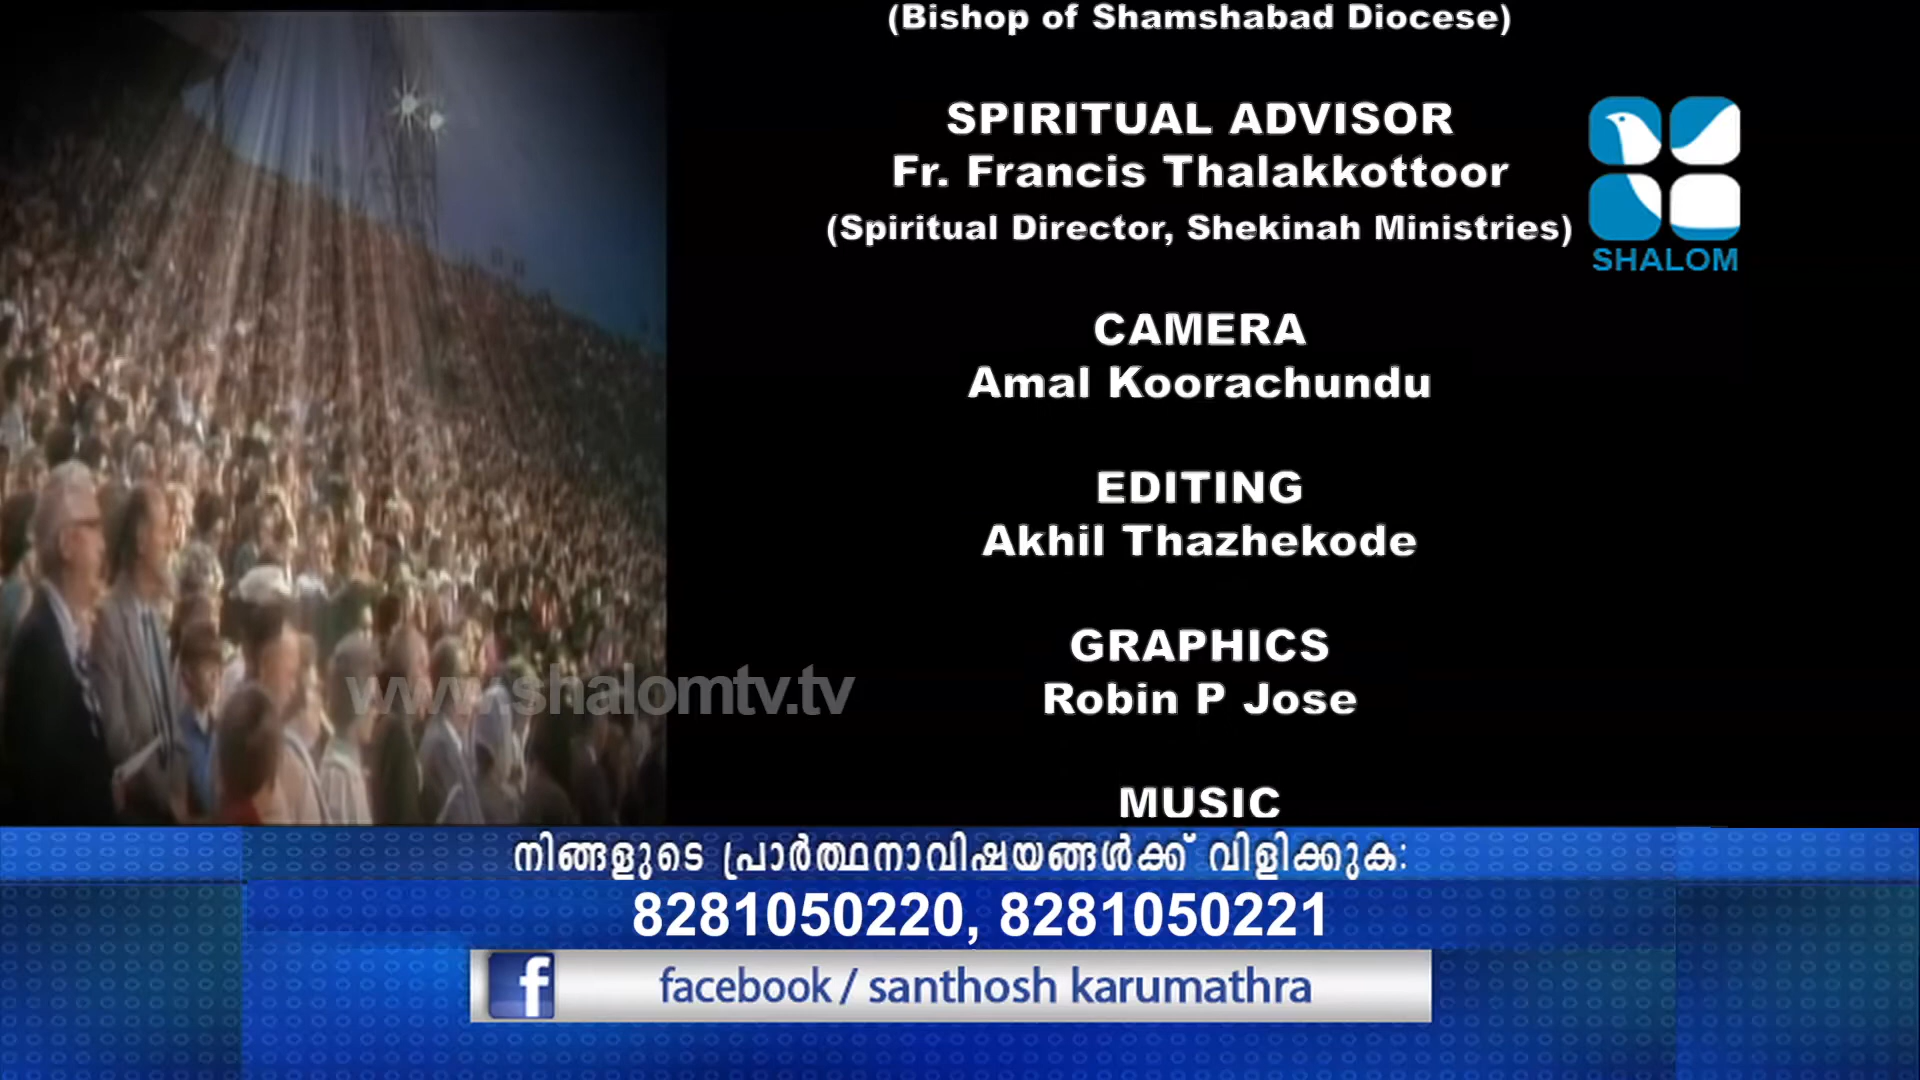 (Bishop of Shamshabad Diocese)
SPIRITUAL ADVISOR
Fr. Francis Thalakkottoor
(Spiritual Director, Shekinah Ministries)
SHALOM
CAMERA
Amal Koorachundu
EDITING
Akhil Thazhekode
GRAPHICS
Robin P Jose
www.shalomtv.tv
MUSIC
നിങ്ങളുടെ പ്രാർത്ഥനാവിഷയങ്ങൾക്ക് വിളിക്കുക:
8281050220, 8281050221
f facebook / santhosh karumathra